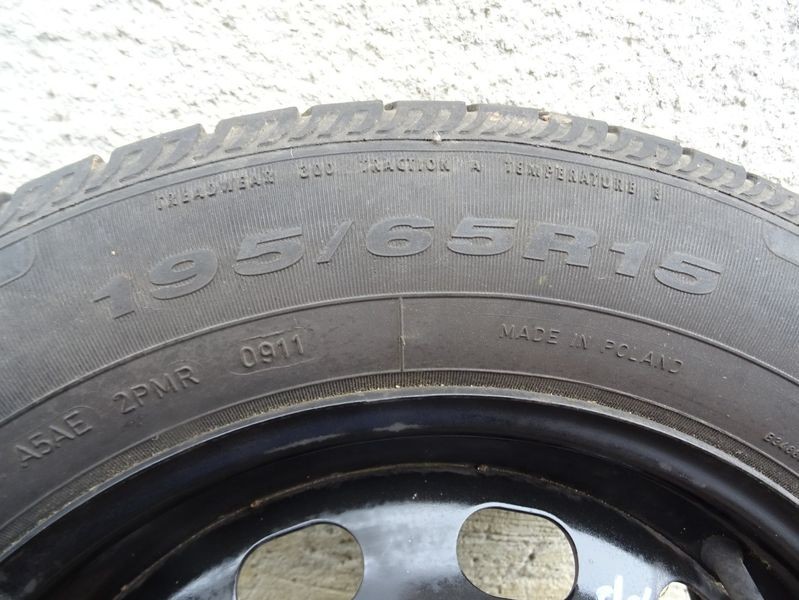 TREADWEAR 300 TRACTION A TEMPERATURE
195/65R15
A5AE 2PMR 0911
MADE IN POLAND